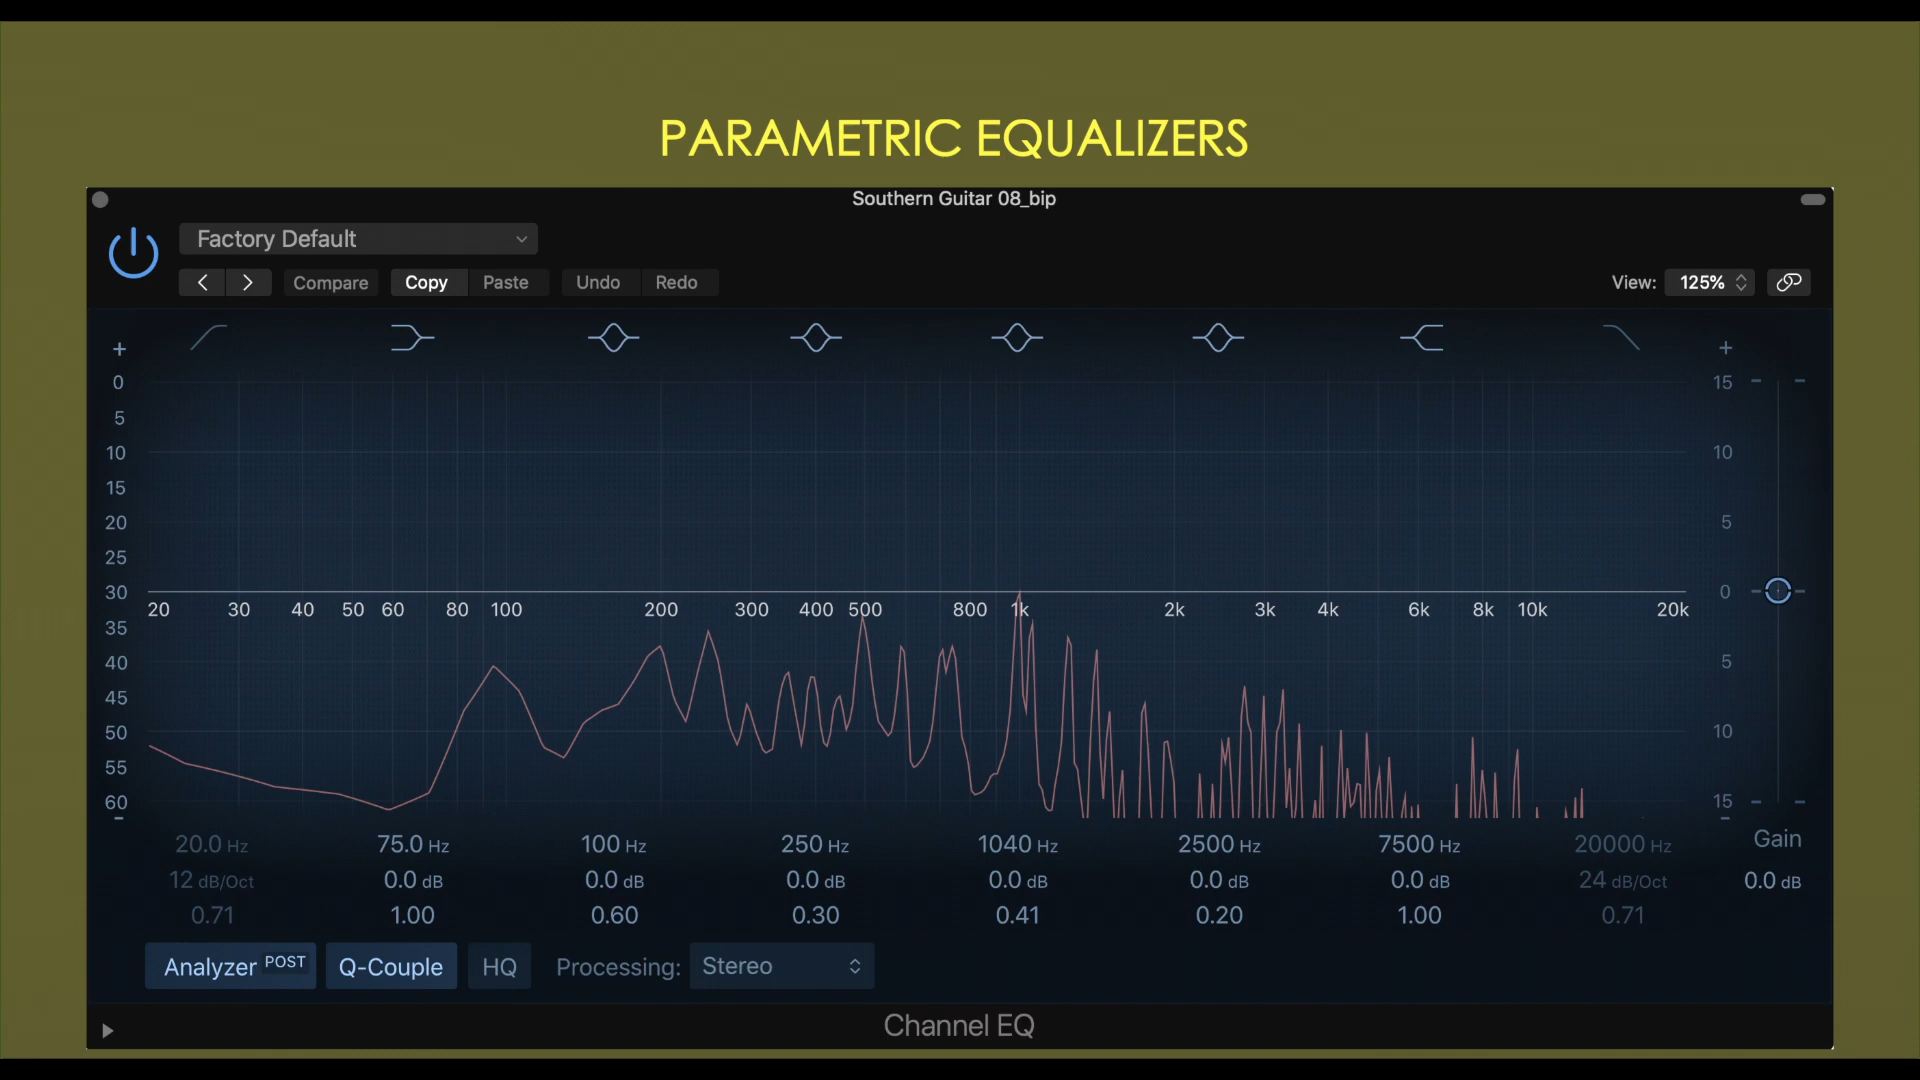 PARAMETRIC EQUALIZERS
Southern Guitar 08_bip
Factory Default
Compare Copy Paste Undo Redo View: 125%
+ +
0 15
5
10 10
15
20 5
25
30 0
20 30 40 50 60 80 100 200 300 400 500 800 1k 2k 3k 4k 6k 8k 10k 20k
35
40 5
45
50 10
55
60 15
- -
20.0 Hz 75.0 Hz 100 Hz 250 Hz 1040 Hz 2500 Hz 7500 Hz 20000 Hz Gain
12 dB/Oct 0.0 dB 0.0 dB 0.0 dB 0.0 dB 0.0 dB 0.0 dB 24 dB/Oct 0.0 dB
0.71 1.00 0.60 0.30 0.41 0.20 1.00 0.71
Analyzer POST Q-Couple HQ Processing: Stereo
Channel EQ